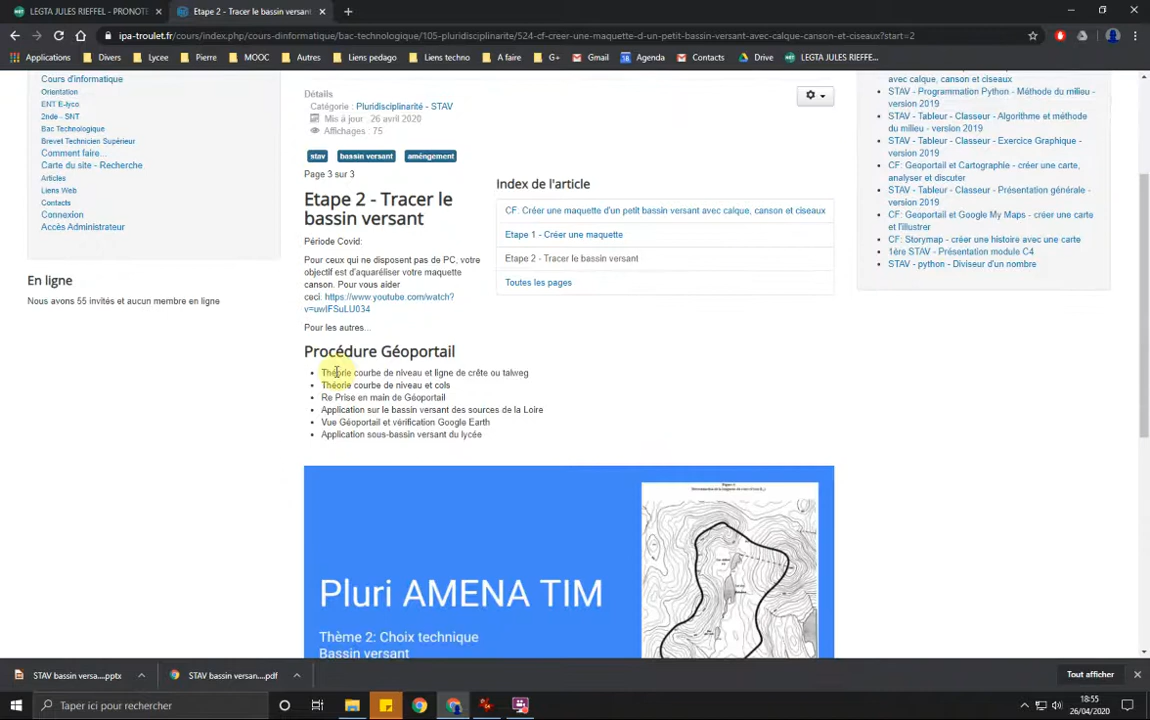 LEGTA JULES RIEFFEL - PRONOTE
Etape 2 - Tracer le bassin versant
ipa-troulet.fr/cours/index.php/cours-dinformatique/bac-technologique/105-pluridisciplinarite/524-cf-creer-une-maquette-d-un-petit-bassin-versant-avec-calque-canson-et-ciseaux?start=2
Applications Divers Lycee Pierre MOOC Autres Liens pedago Liens techno A faire G+ Gmail Agenda Contacts Drive LEGTA JULES RIEFFE...
Cours d'informatique
Orientation
ENT E-lyco
2nde - SNT
Bac Technologique
Brevet Technicien Supérieur
Comment faire...
Carte du site - Recherche
Articles
Liens Web
Contacts
Connexion
Accès Administrateur
En ligne
Nous avons 55 invités et aucun membre en ligne
Détails
Catégorie : Pluridisciplinarité - STAV
Mis à jour : 26 avril 2020
Affichages : 75
stav bassin versant améngement
Page 3 sur 3
Etape 2 - Tracer le
bassin versant
Période Covid:
Pour ceux qui ne disposent pas de PC, votre
objectif est d'aquaréliser votre maquette
canson. Pour vous aider
ceci: https://www.youtube.com/watch?
v=uwIFSuLU034
Pour les autres...
Index de l'article
CF: Créer une maquette d'un petit bassin versant avec calque, canson et ciseaux
Etape 1 - Créer une maquette
Etape 2 - Tracer le bassin versant
Toutes les pages
Procédure Géoportail
Théorie courbe de niveau et ligne de crête ou talweg
Théorie courbe de niveau et cols
Re Prise en main de Géoportail
Application sur le bassin versant des sources de la Loire
Vue Géoportail et vérification Google Earth
Application sous-bassin versant du lycée
Pluri AMENA TIM
Thème 2: Choix technique
Bassin versant
avec calque, canson et ciseaux
STAV - Programmation Python - Méthode du milieu -
version 2019
STAV - Tableur - Classeur - Algorithme et méthode
du milieu - version 2019
STAV - Tableur - Classeur - Exercice Graphique -
version 2019
CF: Geoportail et Cartographie - créer une carte,
analyser et discuter
STAV - Tableur - Classeur - Présentation générale -
version 2019
CF: Geoportail et Google My Maps - créer une carte
et l'illustrer
CF: Storymap - créer une histoire avec une carte
1ère STAV - Présentation module C4
STAV - python - Diviseur d'un nombre
STAV bassin versa....pptx
STAV bassin versan....pdf
Tout afficher
Taper ici pour rechercher
18:55
26/04/2020